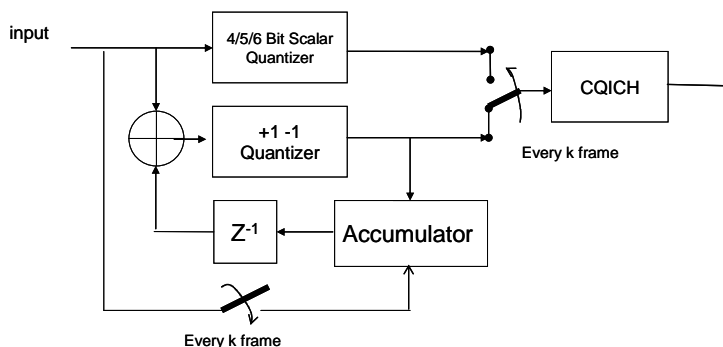 input
4/5/6 Bit Scalar
Quantizer
CQICH
+1 -1
Quantizer
Every k frame
Z-1
Accumulator
Every k frame